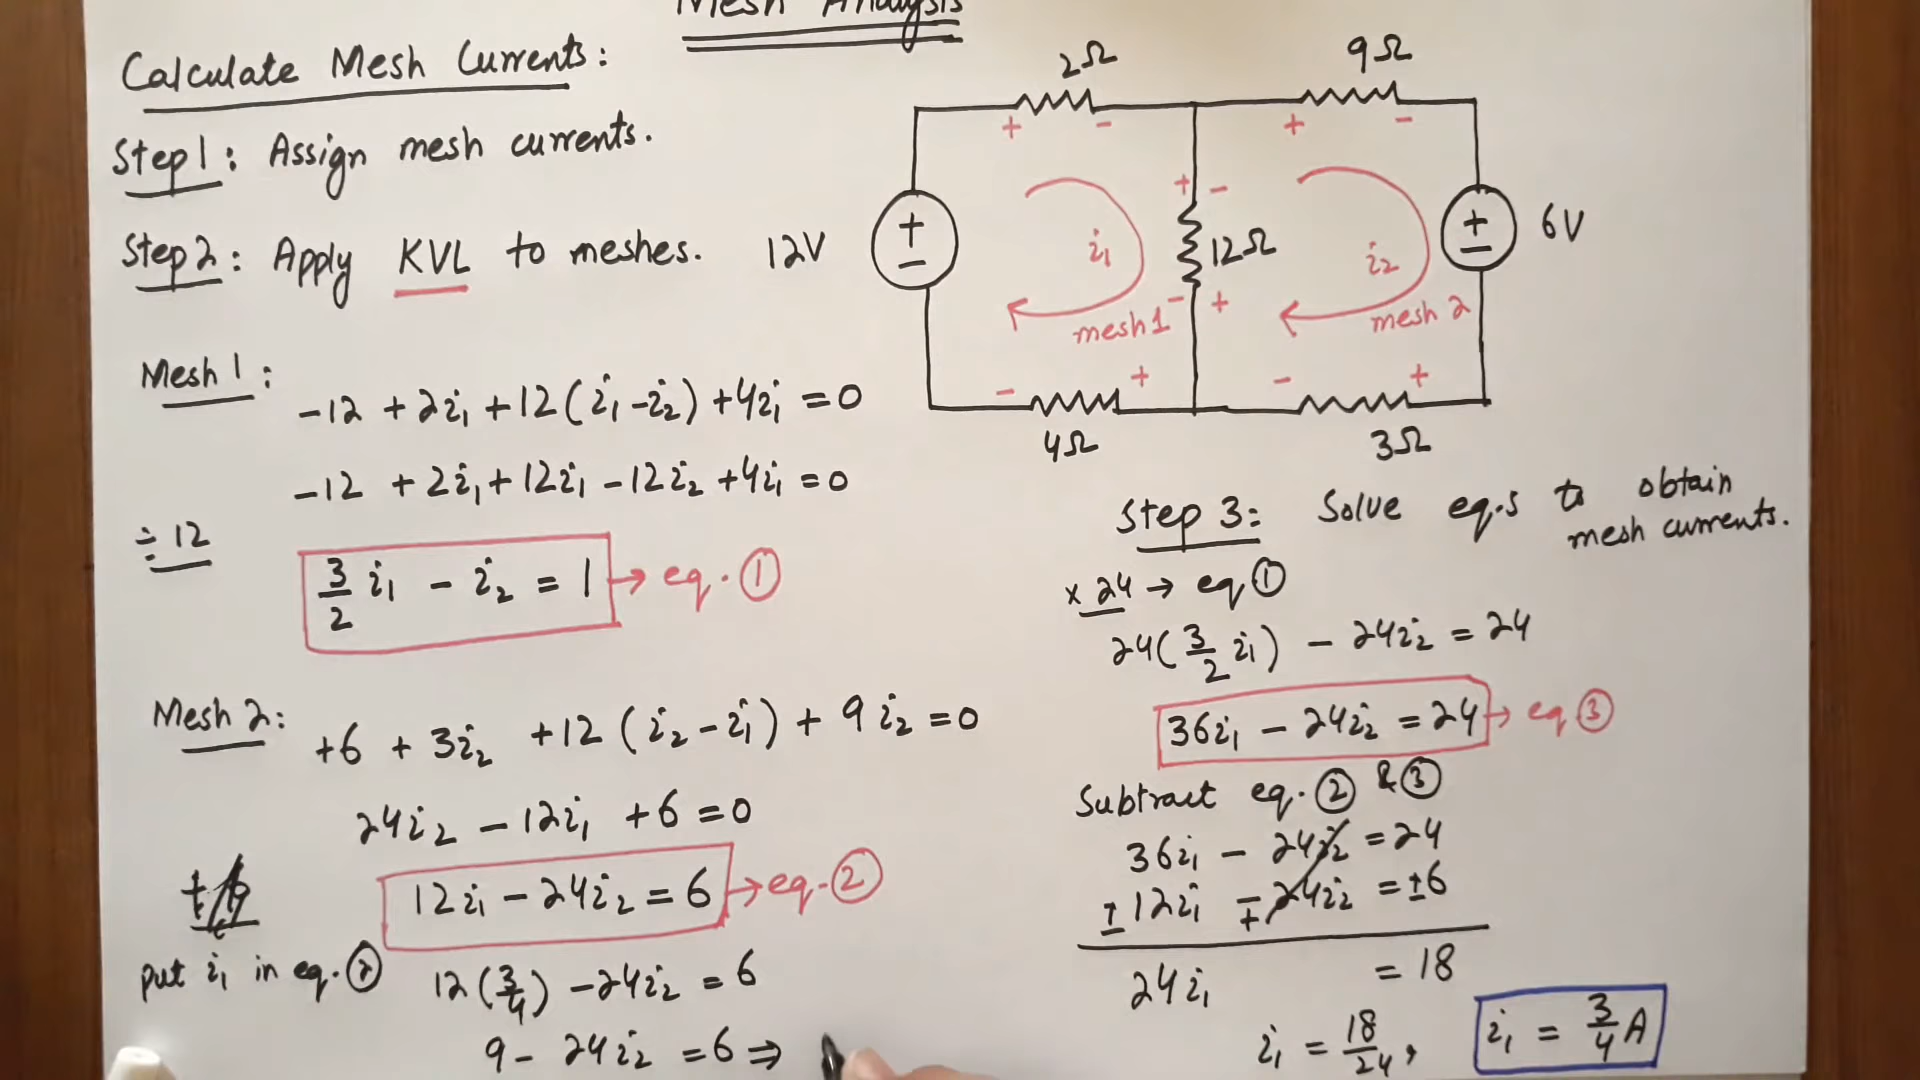 Mesh Analysis
Calculate Mesh Currents:
Step 1: Assign mesh currents.
Step 2: Apply KVL to meshes.
2Ω
9Ω
+ - + -
12V
+
-
i₁
mesh 1
+ -
12Ω
- +
i₂
mesh 2
+
-
6V
- +
- +
4Ω
3Ω
Mesh 1:
-12 + 2i₁ + 12(i₁ - i₂) + 4i₁ = 0
-12 + 2i₁ + 12i₁ - 12i₂ + 4i₁ = 0
÷ 12
3/2 i₁ - i₂ = 1 → eq. ①
Mesh 2:
+6 + 3i₂ + 12 (i₂ - i₁) + 9i₂ = 0
24i₂ - 12i₁ + 6 = 0
12i₁ - 24i₂ = 6 → eq. ②
put i₁ in eq. ②
12 (3/4) - 24i₂ = 6
9 - 24i₂ = 6 ⇒
Step 3: Solve eq.s to obtain
mesh currents.
x 24 → eq ①
24(3/2 i₁) - 24i₂ = 24
36i₁ - 24i₂ = 24 → eq ③
Subtract eq. ② & ③
36i₁ - 24i₂ = 24
± 12i₁ ∓ 24i₂ = ±6
24i₁ = 18
i₁ = 18/24, i₁ = 3/4 A